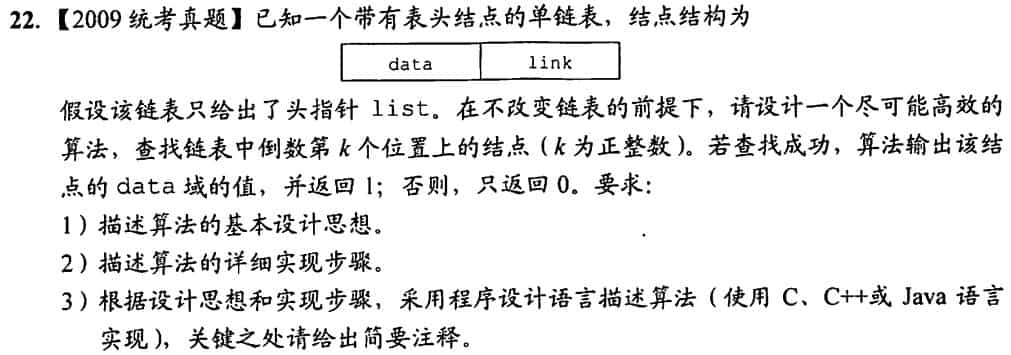 22. 【2009 统考真题】已知一个带有表头结点的单链表，结点结构为
data link
假设该链表只给出了头指针 list。在不改变链表的前提下，请设计一个尽可能高效的
算法，查找链表中倒数第 k 个位置上的结点（k 为正整数）。若查找成功，算法输出该结
点的 data 域的值，并返回 1；否则，只返回 0。要求：
1）描述算法的基本设计思想。
2）描述算法的详细实现步骤。
3）根据设计思想和实现步骤，采用程序设计语言描述算法（使用 C、C++或 Java 语言
实现），关键之处请给出简要注释。